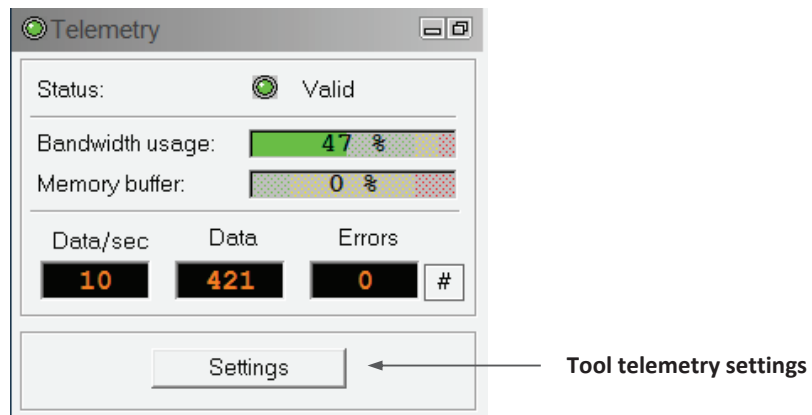 Telemetry
Status: Valid
Bandwidth usage: 47 %
Memory buffer: 0 %
Data/sec Data Errors
10 421 0 #
Settings Tool telemetry settings